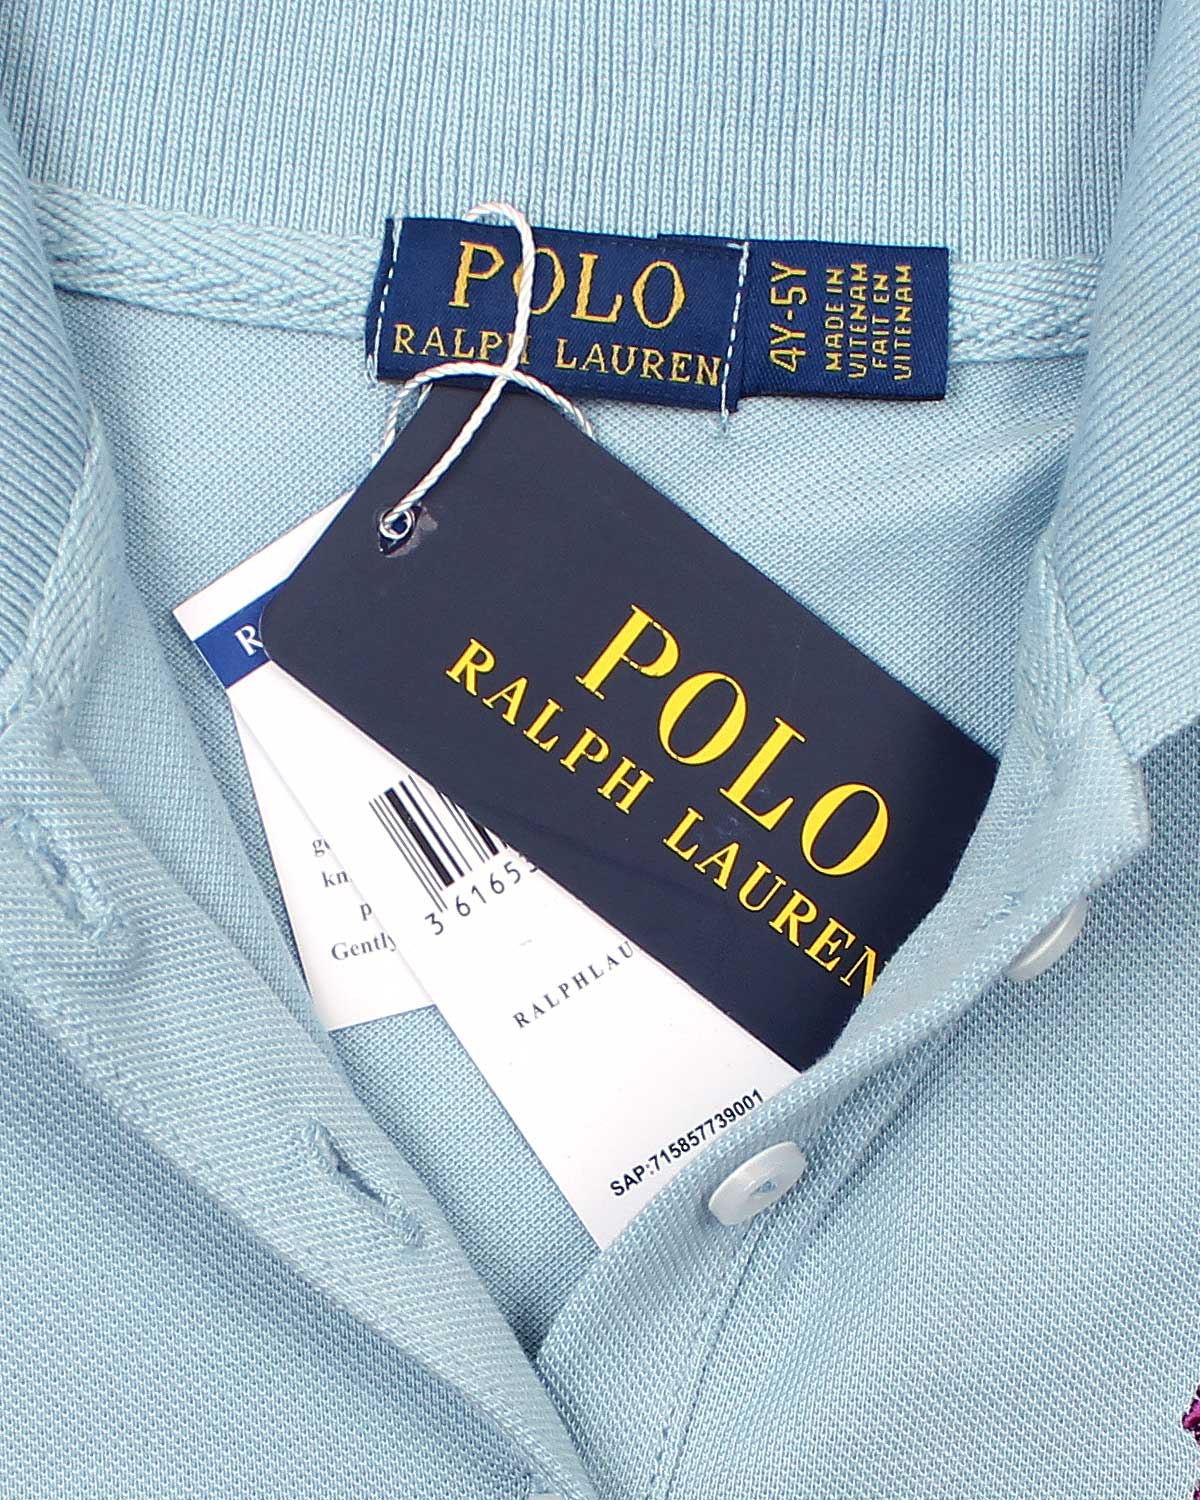 POLO
RALPH LAUREN
4Y-5Y
MADE IN
VITENAM
FAIT EN
VITENAM
POLO
RALPH LAUREN
R
Gently
3 61653
RALPHLAU
SAP:715857739001